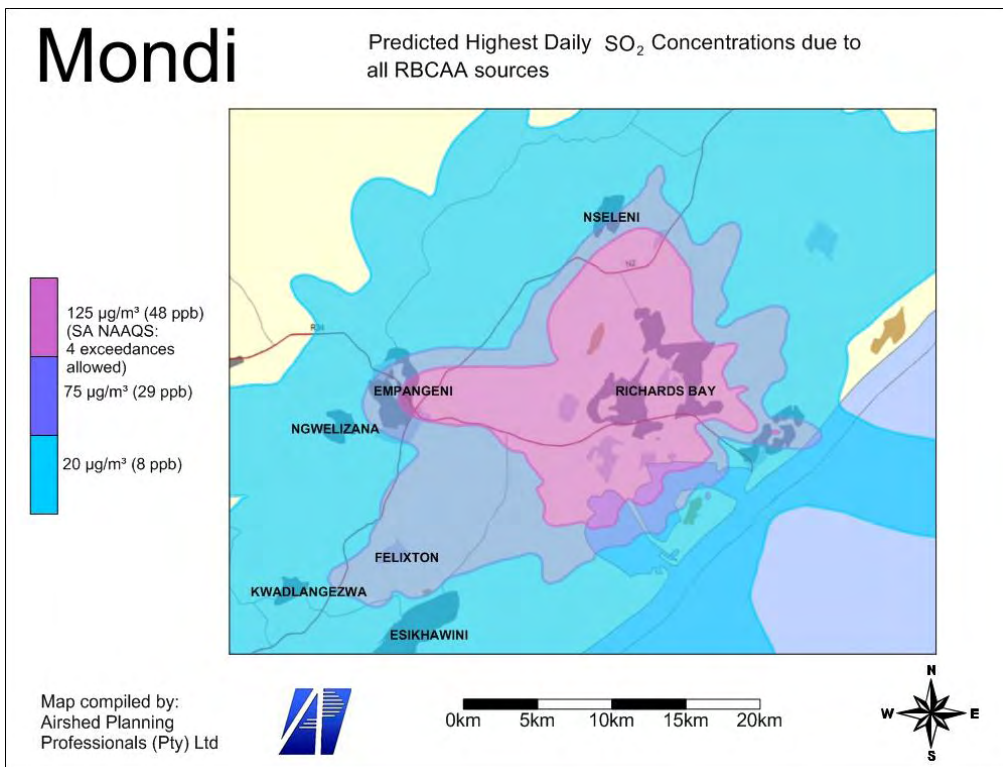 Mondi
Predicted Highest Daily SO₂ Concentrations due to
all RBCAA sources
NSELENI
N2
R34
EMPANGENI
RICHARDS BAY
NGWELIZANA
FELIXTON
KWADLANGEZWA
ESIKHAWINI
125 µg/m³ (48 ppb)
(SA NAAQS:
4 exceedances
allowed)
75 µg/m³ (29 ppb)
20 µg/m³ (8 ppb)
Map compiled by:
Airshed Planning
Professionals (Pty) Ltd
0km 5km 10km 15km 20km
N
W E
S